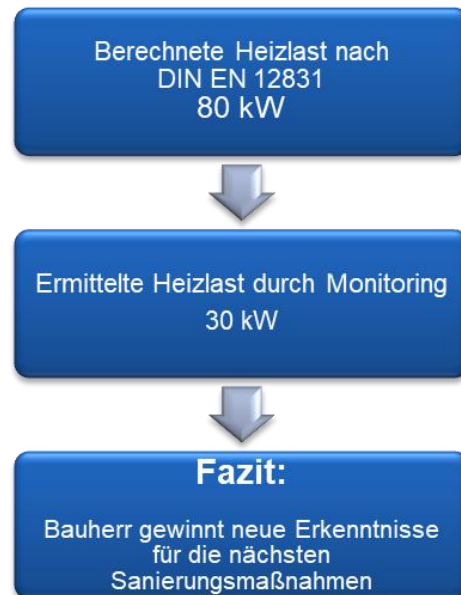 Berechnete Heizlast nach
DIN EN 12831
80 kW
Ermittelte Heizlast durch Monitoring
30 kW
Fazit:
Bauherr gewinnt neue Erkenntnisse
für die nächsten
Sanierungsmaßnahmen